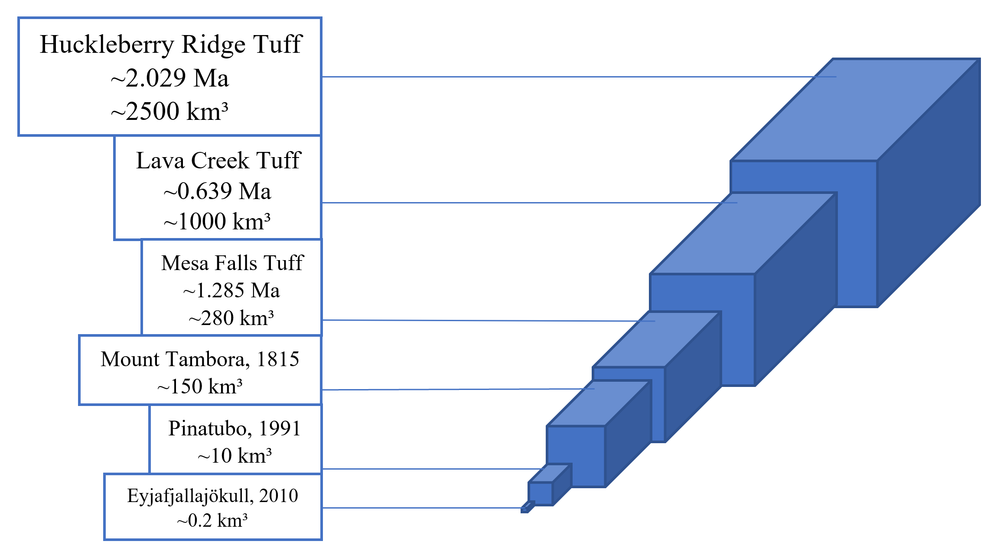 Huckleberry Ridge Tuff
~2.029 Ma
~2500 km³
Lava Creek Tuff
~0.639 Ma
~1000 km³
Mesa Falls Tuff
~1.285 Ma
~280 km³
Mount Tambora, 1815
~150 km³
Pinatubo, 1991
~10 km³
Eyjafjallajökull, 2010
~0.2 km³